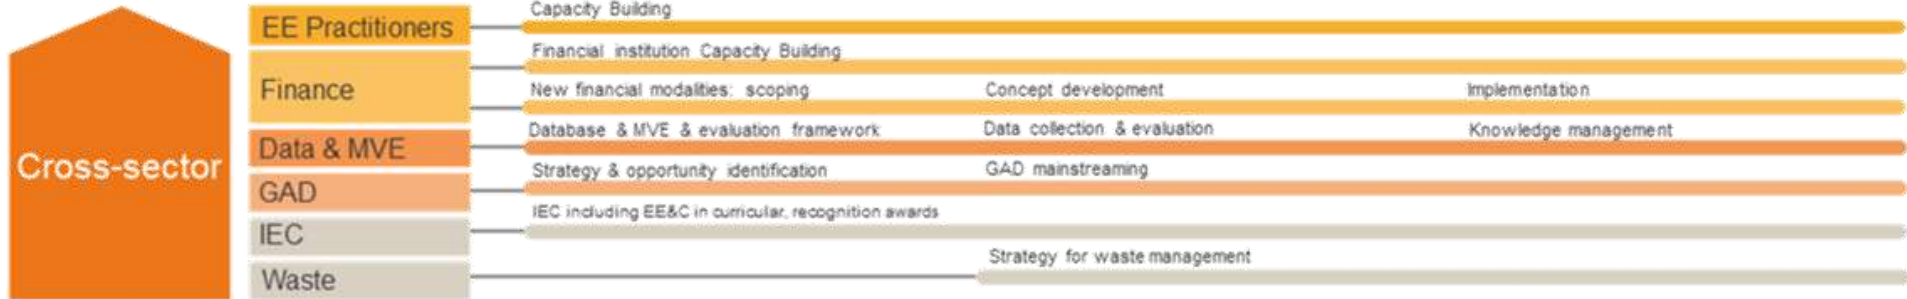 Capacity Building
EE Practitioners
Financial institution Capacity Building
Finance
New financial modalities: scoping
Concept development
Implementation
Database & MVE & evaluation framework
Data collection & evaluation
Knowledge management
Data & MVE
Cross-sector
Strategy & opportunity identification
GAD mainstreaming
GAD
IEC including EE&C in curricular, recognition awards
IEC
Strategy for waste management
Waste